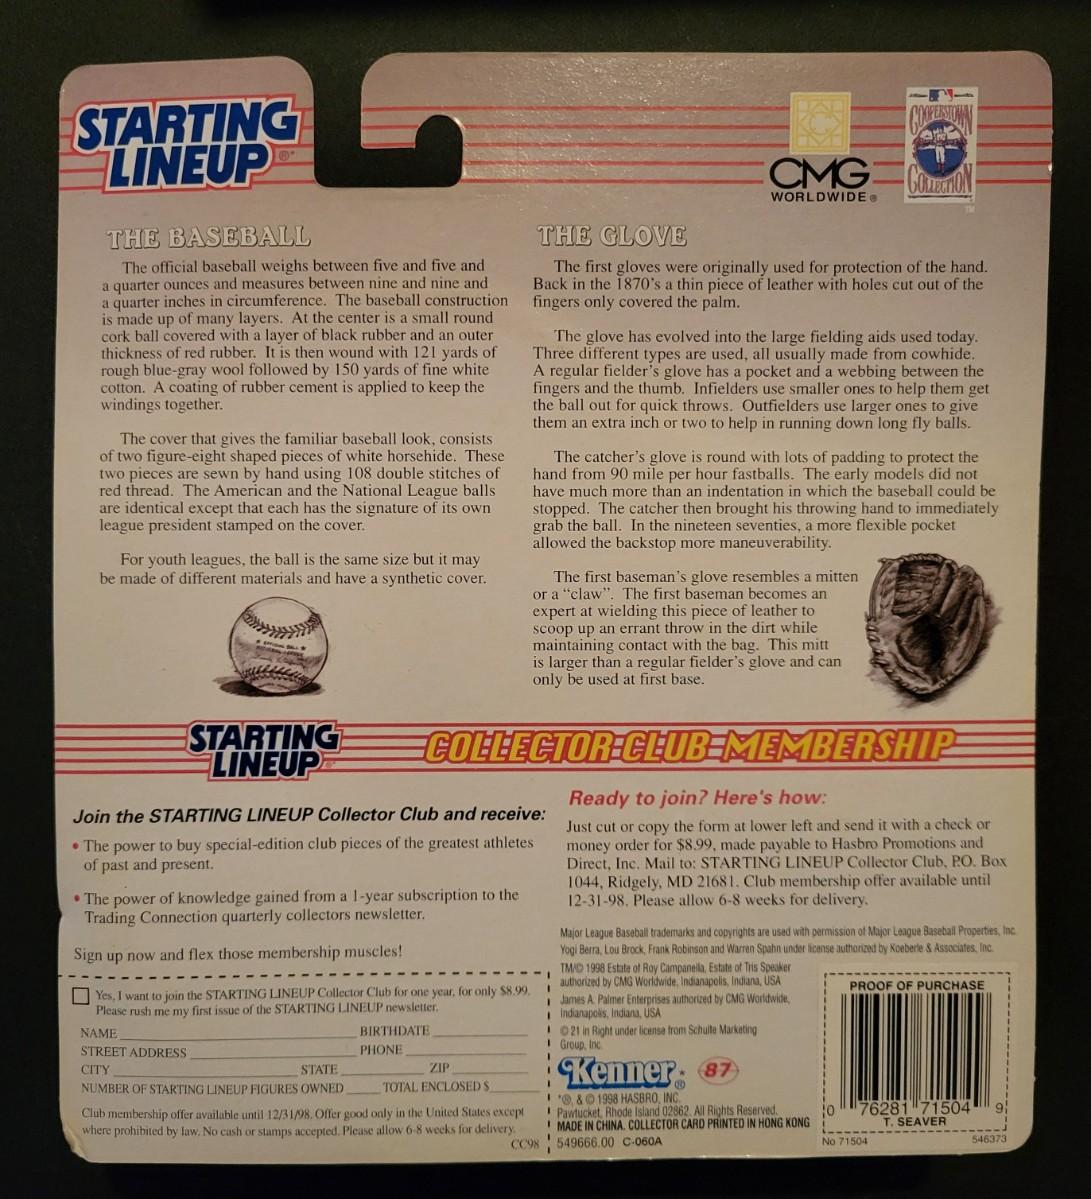 STARTING
LINEUP®*
CMG
WORLDWIDE®
COOPERSTOWN
COLLECTION
TM
THE BASEBALL
The official baseball weighs between five and five and
a quarter ounces and measures between nine and nine and
a quarter inches in circumference. The baseball construction
is made up of many layers. At the center is a small round
cork ball covered with a layer of black rubber and an outer
thickness of red rubber. It is then wound with 121 yards of
rough blue-gray wool followed by 150 yards of fine white
cotton. A coating of rubber cement is applied to keep the
windings together.
The cover that gives the familiar baseball look, consists
of two figure-eight shaped pieces of white horsehide. These
two pieces are sewn by hand using 108 double stitches of
red thread. The American and the National League balls
are identical except that each has the signature of its own
league president stamped on the cover.
For youth leagues, the ball is the same size but it may
be made of different materials and have a synthetic cover.
OFFICIAL BALL
NATIONAL LEAGUE
THE GLOVE
The first gloves were originally used for protection of the hand.
Back in the 1870's a thin piece of leather with holes cut out of the
fingers only covered the palm.
The glove has evolved into the large fielding aids used today.
Three different types are used, all usually made from cowhide.
A regular fielder's glove has a pocket and a webbing between the
fingers and the thumb. Infielders use smaller ones to help them get
the ball out for quick throws. Outfielders use larger ones to give
them an extra inch or two to help in running down long fly balls.
The catcher's glove is round with lots of padding to protect the
hand from 90 mile per hour fastballs. The early models did not
have much more than an indentation in which the baseball could be
stopped. The catcher then brought his throwing hand to immediately
grab the ball. In the nineteen seventies, a more flexible pocket
allowed the backstop more maneuverability.
The first baseman's glove resembles a mitten
or a “claw”. The first baseman becomes an
expert at wielding this piece of leather to
scoop up an errant throw in the dirt while
maintaining contact with the bag. This mitt
is larger than a regular fielder's glove and can
only be used at first base.
STARTING
LINEUP®*
COLLECTOR CLUB MEMBERSHIP
Join the STARTING LINEUP Collector Club and receive:
• The power to buy special-edition club pieces of the greatest athletes
of past and present.
• The power of knowledge gained from a 1-year subscription to the
Trading Connection quarterly collectors newsletter.
Sign up now and flex those membership muscles!
Yes, I want to join the STARTING LINEUP Collector Club for one year, for only $8.99.
Please rush me my first issue of the STARTING LINEUP newsletter.
NAME BIRTHDATE
STREET ADDRESS PHONE
CITY STATE ZIP
NUMBER OF STARTING LINEUP FIGURES OWNED TOTAL ENCLOSED $
Club membership offer available until 12/31/98. Offer good only in the United States except
where prohibited by law. No cash or stamps accepted. Please allow 6-8 weeks for delivery.
CC98
Ready to join? Here's how:
Just cut or copy the form at lower left and send it with a check or
money order for $8.99, made payable to Hasbro Promotions and
Direct, Inc. Mail to: STARTING LINEUP Collector Club, P.O. Box
1044, Ridgely, MD 21681. Club membership offer available until
12-31-98. Please allow 6-8 weeks for delivery.
Major League Baseball trademarks and copyrights are used with permission of Major League Baseball Properties, Inc.
Yogi Berra, Lou Brock, Frank Robinson and Warren Spahn under license authorized by Koeberle & Associates, Inc.
TM/© 1998 Estate of Roy Campanella, Estate of Tris Speaker
authorized by CMG Worldwide, Indianapolis, Indiana, USA
James A. Palmer Enterprises authorized by CMG Worldwide,
Indianapolis, Indiana, USA
© 21 in Right under license from Schulte Marketing
Group, Inc.
Kenner*® 87
*®, & © 1998 HASBRO, INC.
Pawtucket, Rhode Island 02862. All Rights Reserved.
MADE IN CHINA. COLLECTOR CARD PRINTED IN HONG KONG
549666.00 C-060A
PROOF OF PURCHASE
0 76281 71504 9
T. SEAVER
No 71504 546373